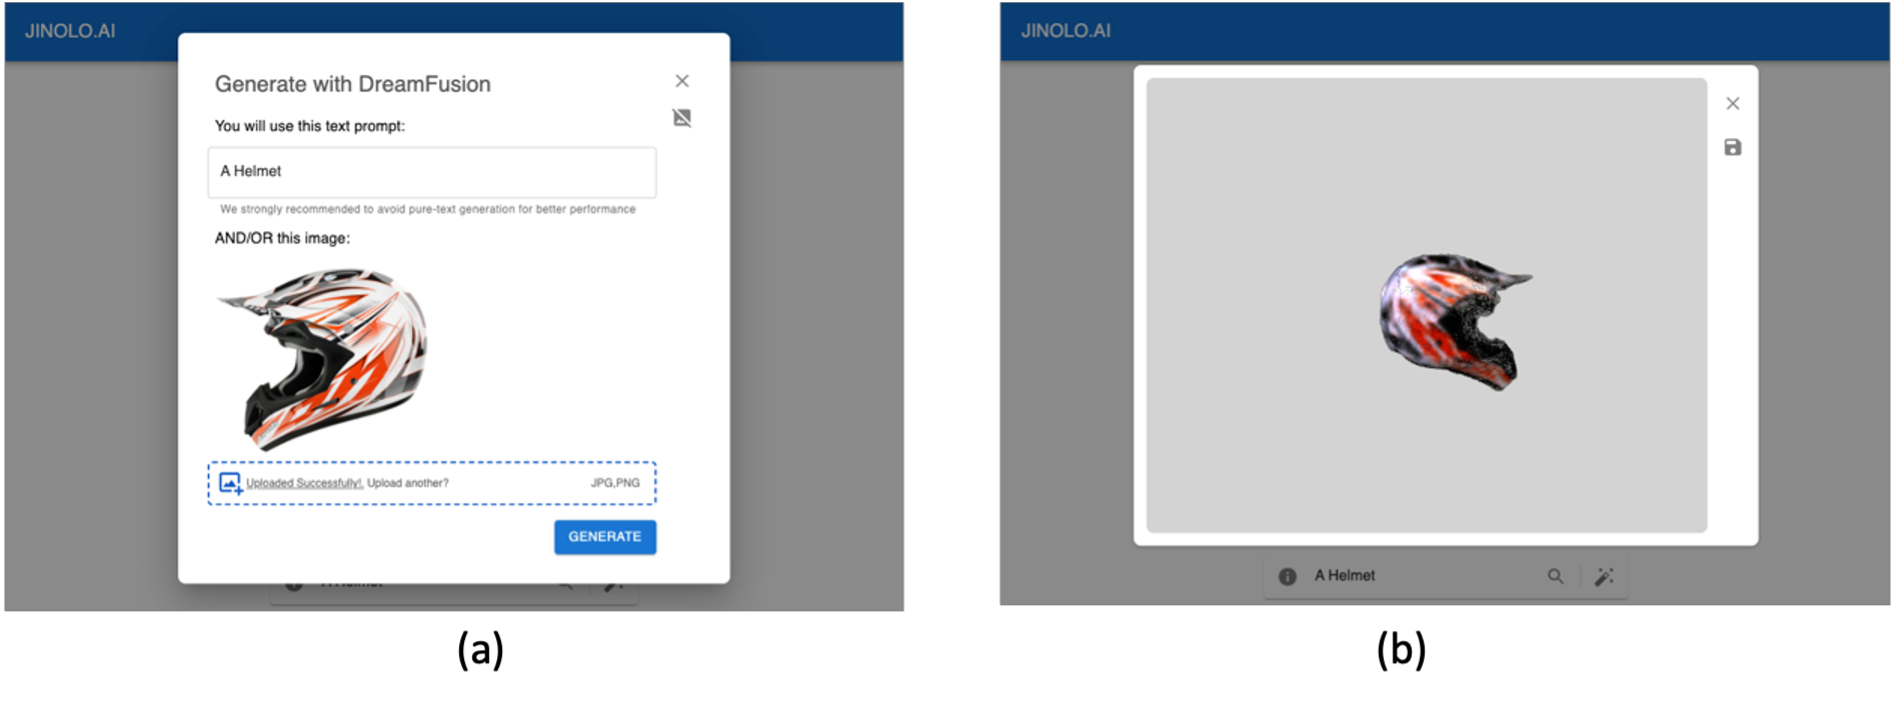 JINOLO.AI
Generate with DreamFusion
You will use this text prompt:
A Helmet
We strongly recommended to avoid pure-text generation for better performance
AND/OR this image:
Uploaded Successfully!. Upload another? JPG,PNG
GENERATE
A Helmet
(a)
JINOLO.AI
A Helmet
(b)